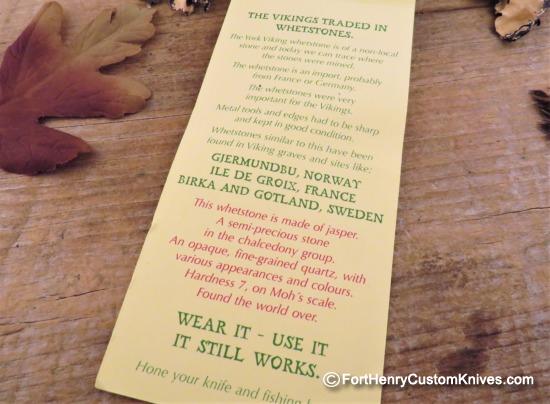 THE VIKINGS TRADED IN
WHETSTONES.
The York Viking whetstone is of a non-local
stone and today we can trace where
the stones were mined.
The whetstone is an import, probably
from France or Germany.
The whetstones were very
important for the Vikings.
Metal tools and edges had to be sharp
and kept in good condition.
Whetstones similar to this have been
found in Viking graves and sites like:
GJERMUNDBU, NORWAY
ILE DE GROIX, FRANCE
BIRKA AND GOTLAND, SWEDEN
This whetstone is made of jasper.
A semi-precious stone
in the chalcedony group.
An opaque, fine-grained quartz, with
various appearances and colours.
Hardness 7, on Moh's scale.
Found the world over.
WEAR IT - USE IT
IT STILL WORKS.
Hone your knife and fishing
© FortHenryCustomKnives.com